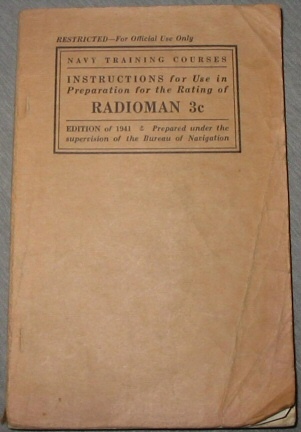 RESTRICTED—For Official Use Only
NAVY TRAINING COURSES
INSTRUCTIONS for Use in
Preparation for the Rating of
RADIOMAN 3c
EDITION of 1941 Prepared under the
supervision of the Bureau of Navigation